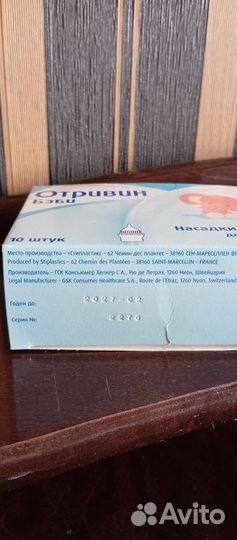 Отривин
Бэби
Насадки
10 штук
Место производства – «Стипластик» – 62 Чемин дес плантес – 38160 СЕН-МАРСЕЛЛЕН
Produced by Stiplastics – 62 Chemin des Plantées – 38160 SAINT-MARCELLIN – FRANCE
Производитель – ГСК Консьюмер Хелскер С.А., Рю де Летраз, 1260 Нион, Швейцария
Legal Manufacturer – GSK Consumer Healthcare S.A., Route de l'Etraz, 1260 Nyon, Switzerland
Годен до:
2027-02
Серия №:
Avito